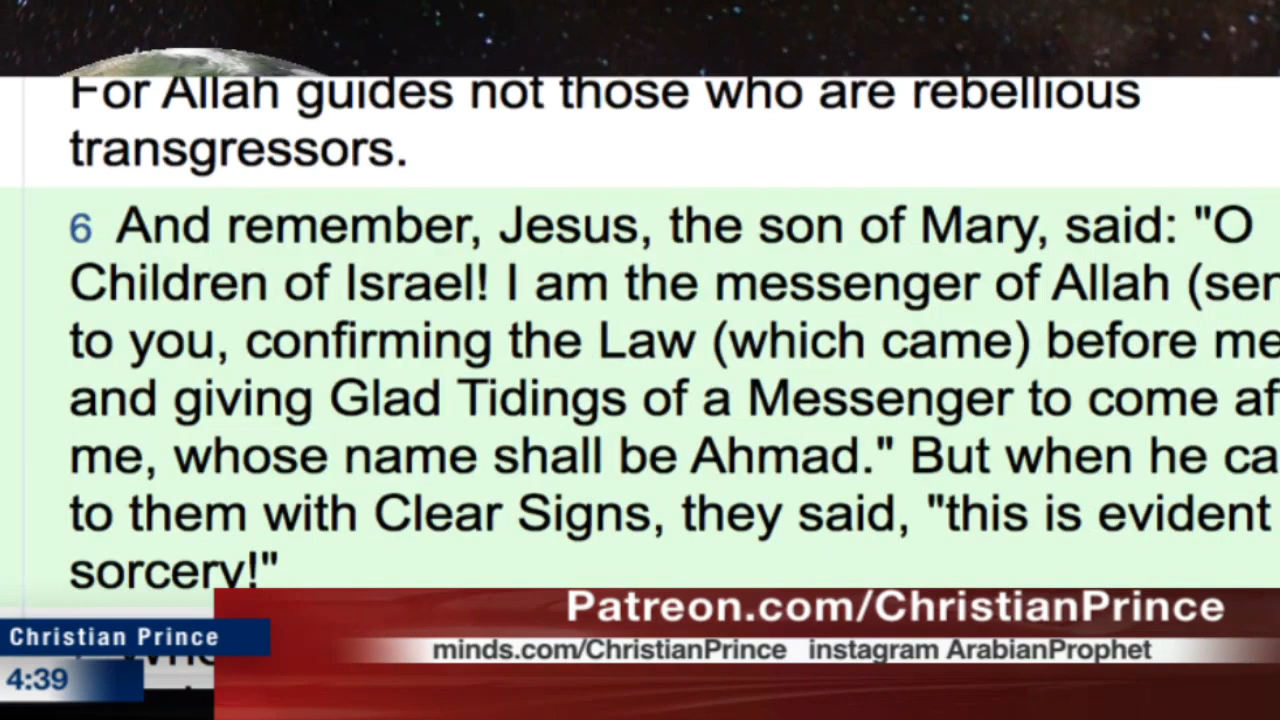 For Allah guides not those who are rebellious
transgressors.
6 And remember, Jesus, the son of Mary, said: "O
Children of Israel! I am the messenger of Allah (sen
to you, confirming the Law (which came) before me
and giving Glad Tidings of a Messenger to come af
me, whose name shall be Ahmad." But when he ca
to them with Clear Signs, they said, "this is evident
sorcery!"
Patreon.com/ChristianPrince
Christian Prince
minds.com/ChristianPrince instagram ArabianProphet
4:39